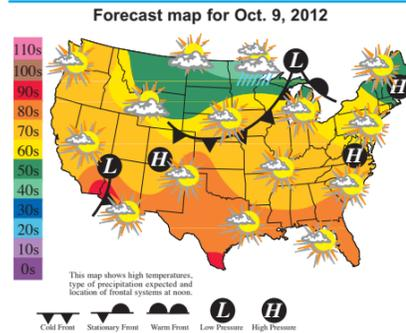 Forecast map for Oct. 9, 2012
110s
100s
90s
80s
70s
60s
50s
40s
30s
20s
10s
0s
L
H
L
H
H
This map shows high temperatures,
type of precipitation expected and
location of frontal systems at noon.
L H
Cold Front Stationary Front Warm Front Low Pressure High Pressure